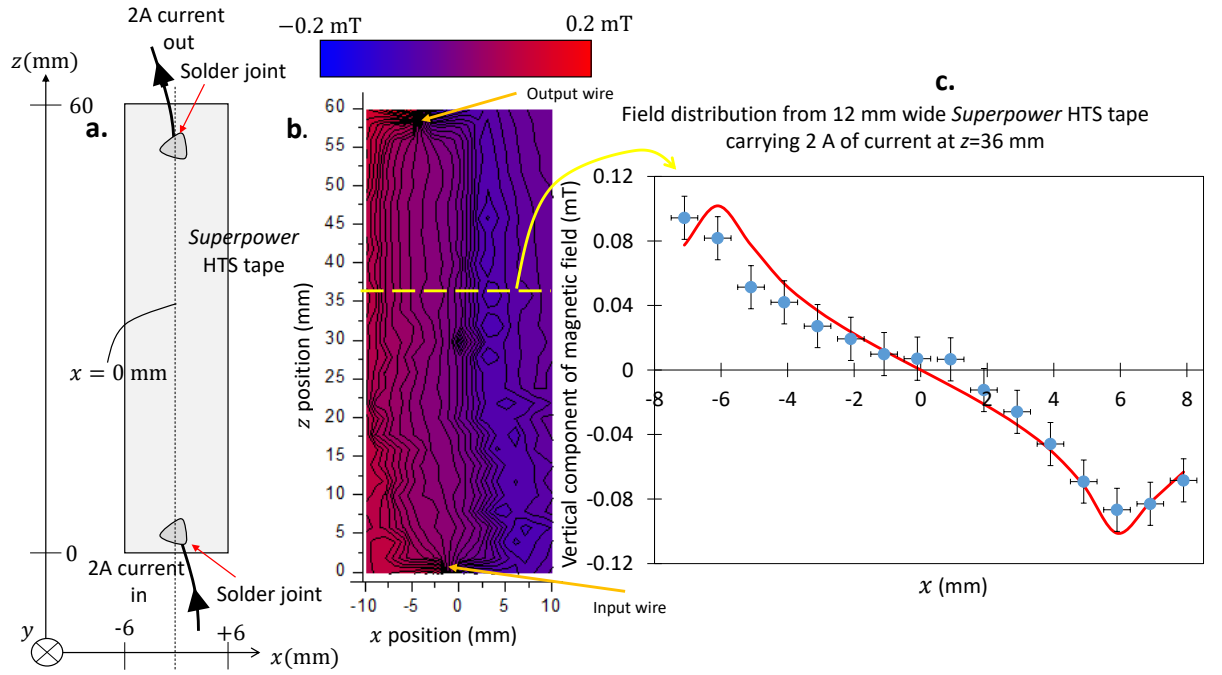 2A current
out
z(mm)
Solder joint
60
a.
Superpower
HTS tape
x = 0 mm
0
2A current
in
Solder joint
y
-6
+6
x(mm)
−0.2 mT
0.2 mT
b.
Output wire
z position (mm)
60
55
50
45
40
35
30
25
20
15
10
5
0
-10
-5
0
5
10
x position (mm)
Input wire
c.
Field distribution from 12 mm wide Superpower HTS tape
carrying 2 A of current at z=36 mm
Vertical component of magnetic field (mT)
0.12
0.08
0.04
0
-0.04
-0.08
-0.12
-8
-6
-4
-2
0
2
4
6
8
x (mm)